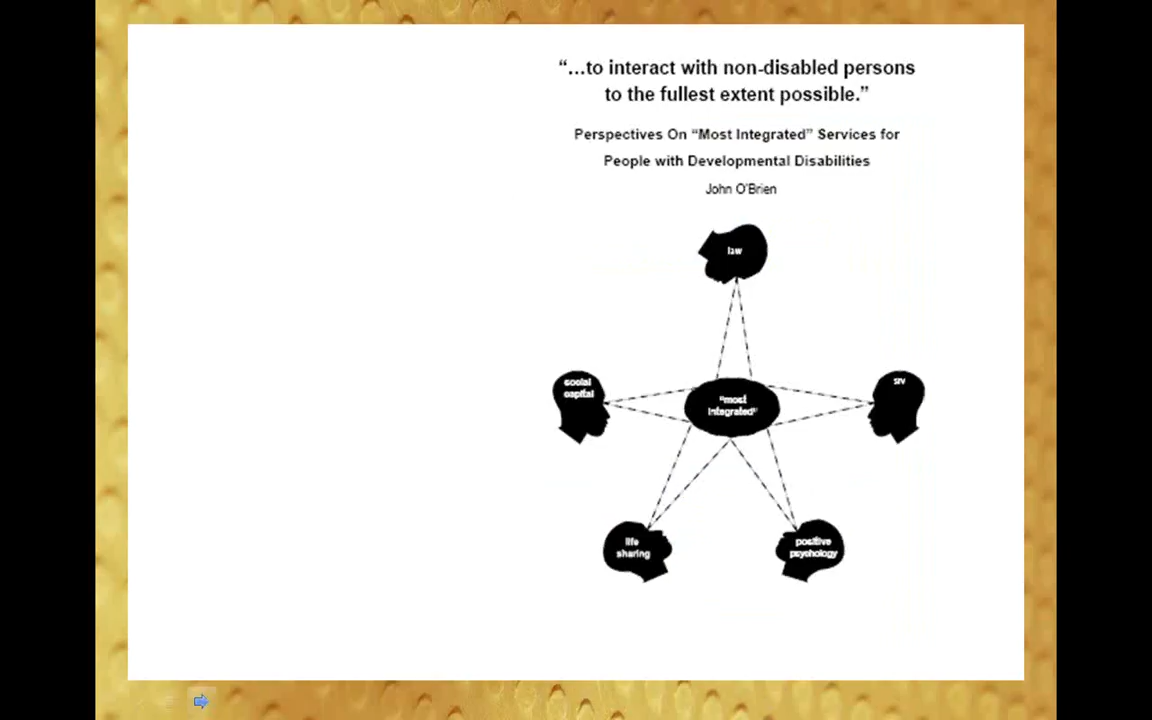 “...to interact with non-disabled persons
to the fullest extent possible.”
Perspectives On “Most Integrated” Services for
People with Developmental Disabilities
John O'Brien
law
social
capital
“most
integrated”
srv
life
sharing
positive
psychology